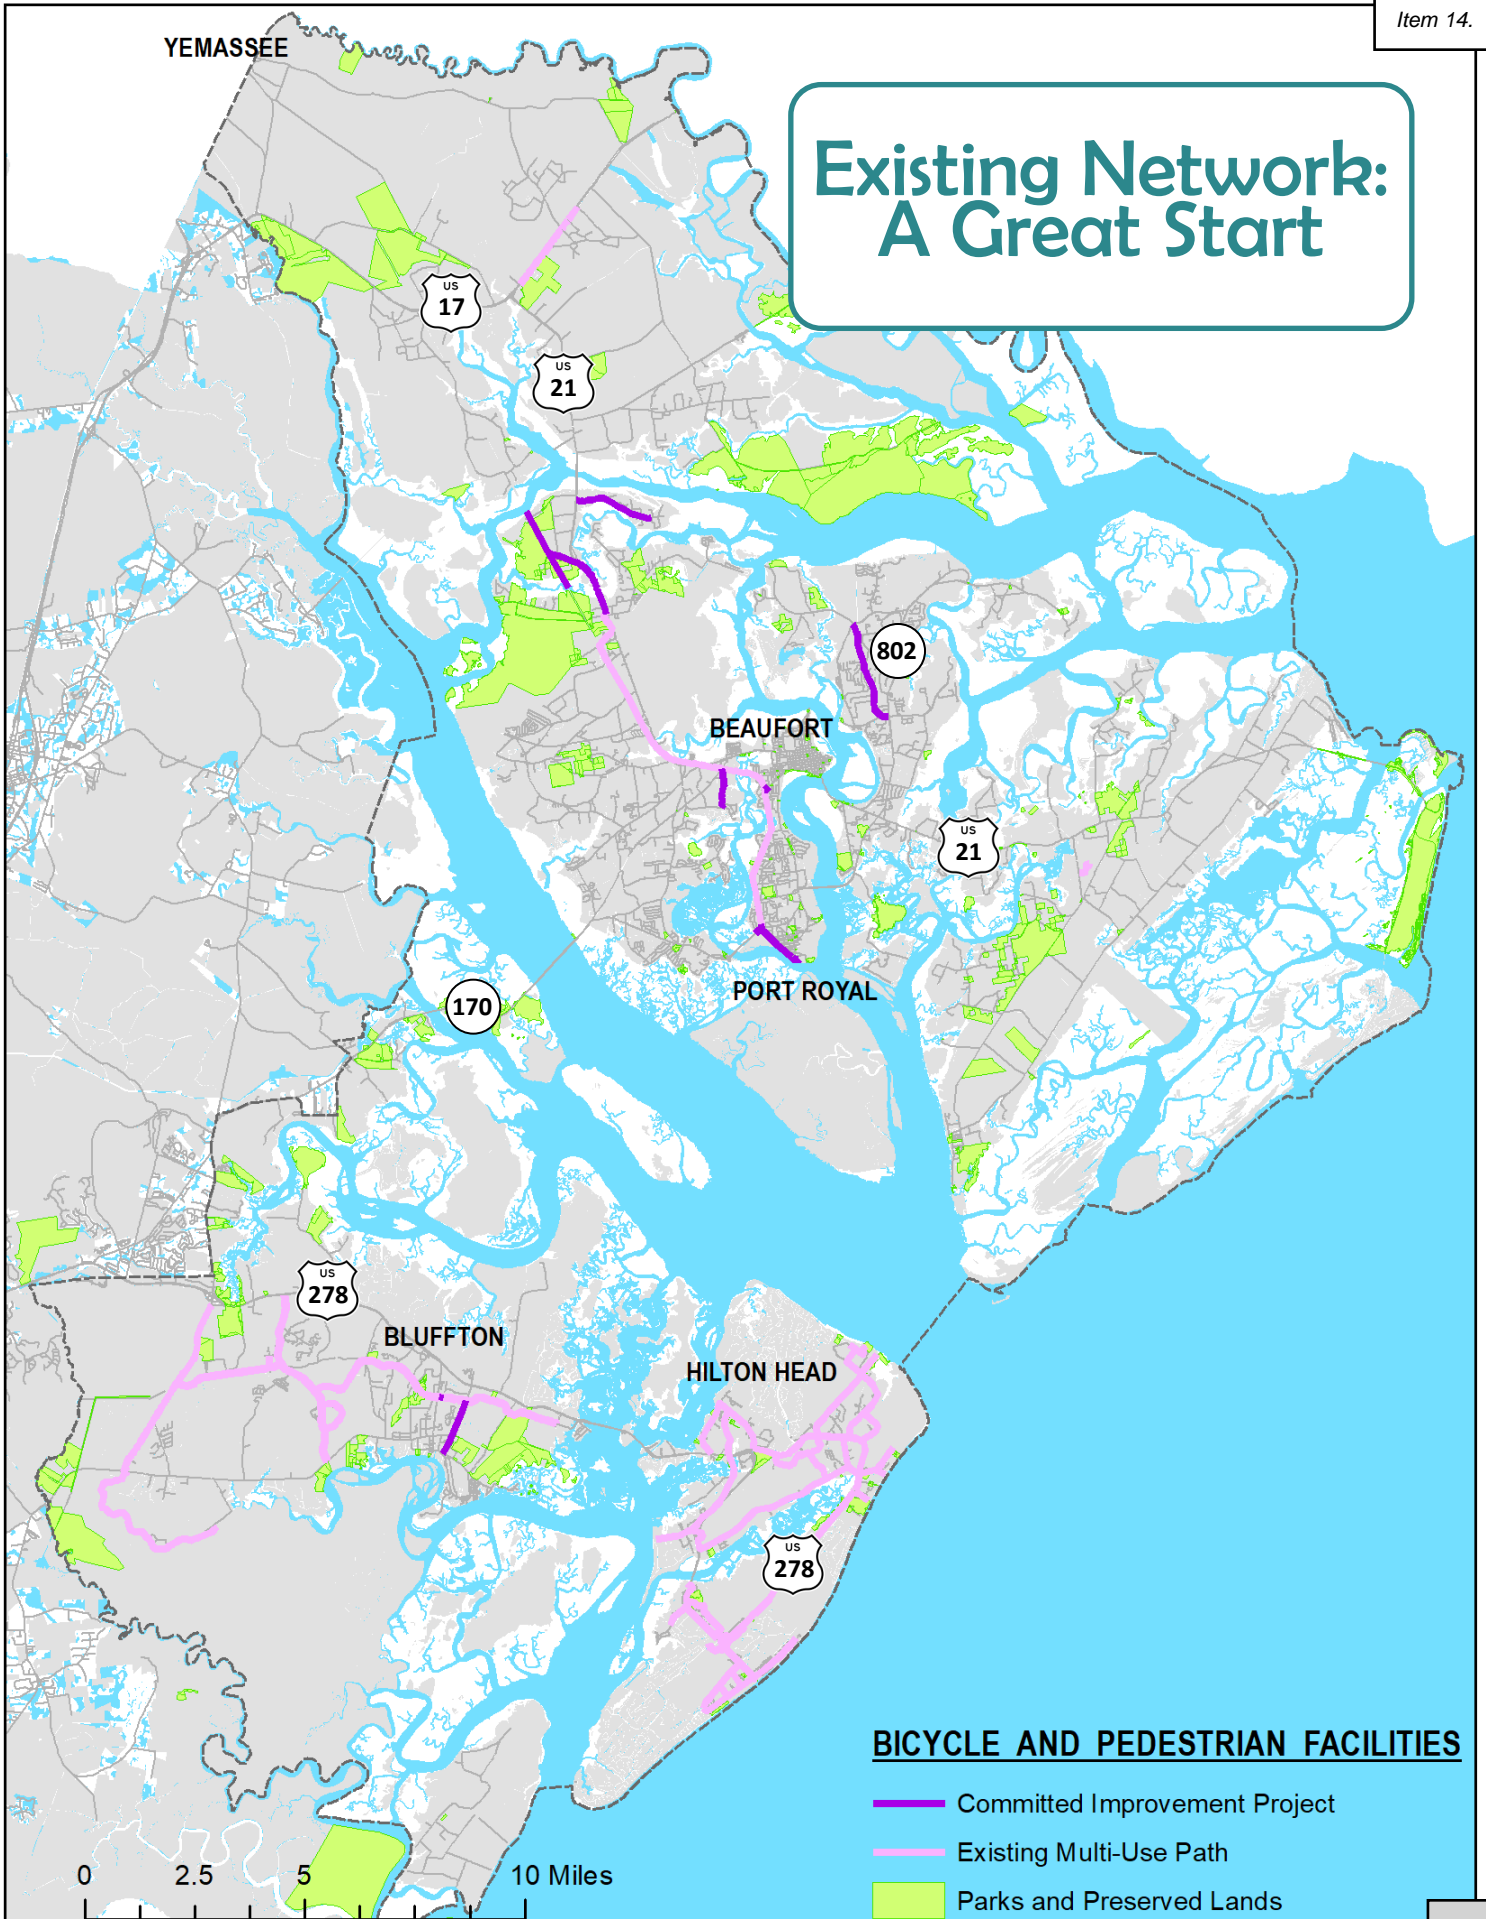 Item 14.
YEMASSEE
Existing Network:
A Great Start
US
17
US
21
802
BEAUFORT
US
21
170
PORT ROYAL
US
278
BLUFFTON
HILTON HEAD
US
278
BICYCLE AND PEDESTRIAN FACILITIES
Committed Improvement Project
Existing Multi-Use Path
Parks and Preserved Lands
0 2.5 5 10 Miles